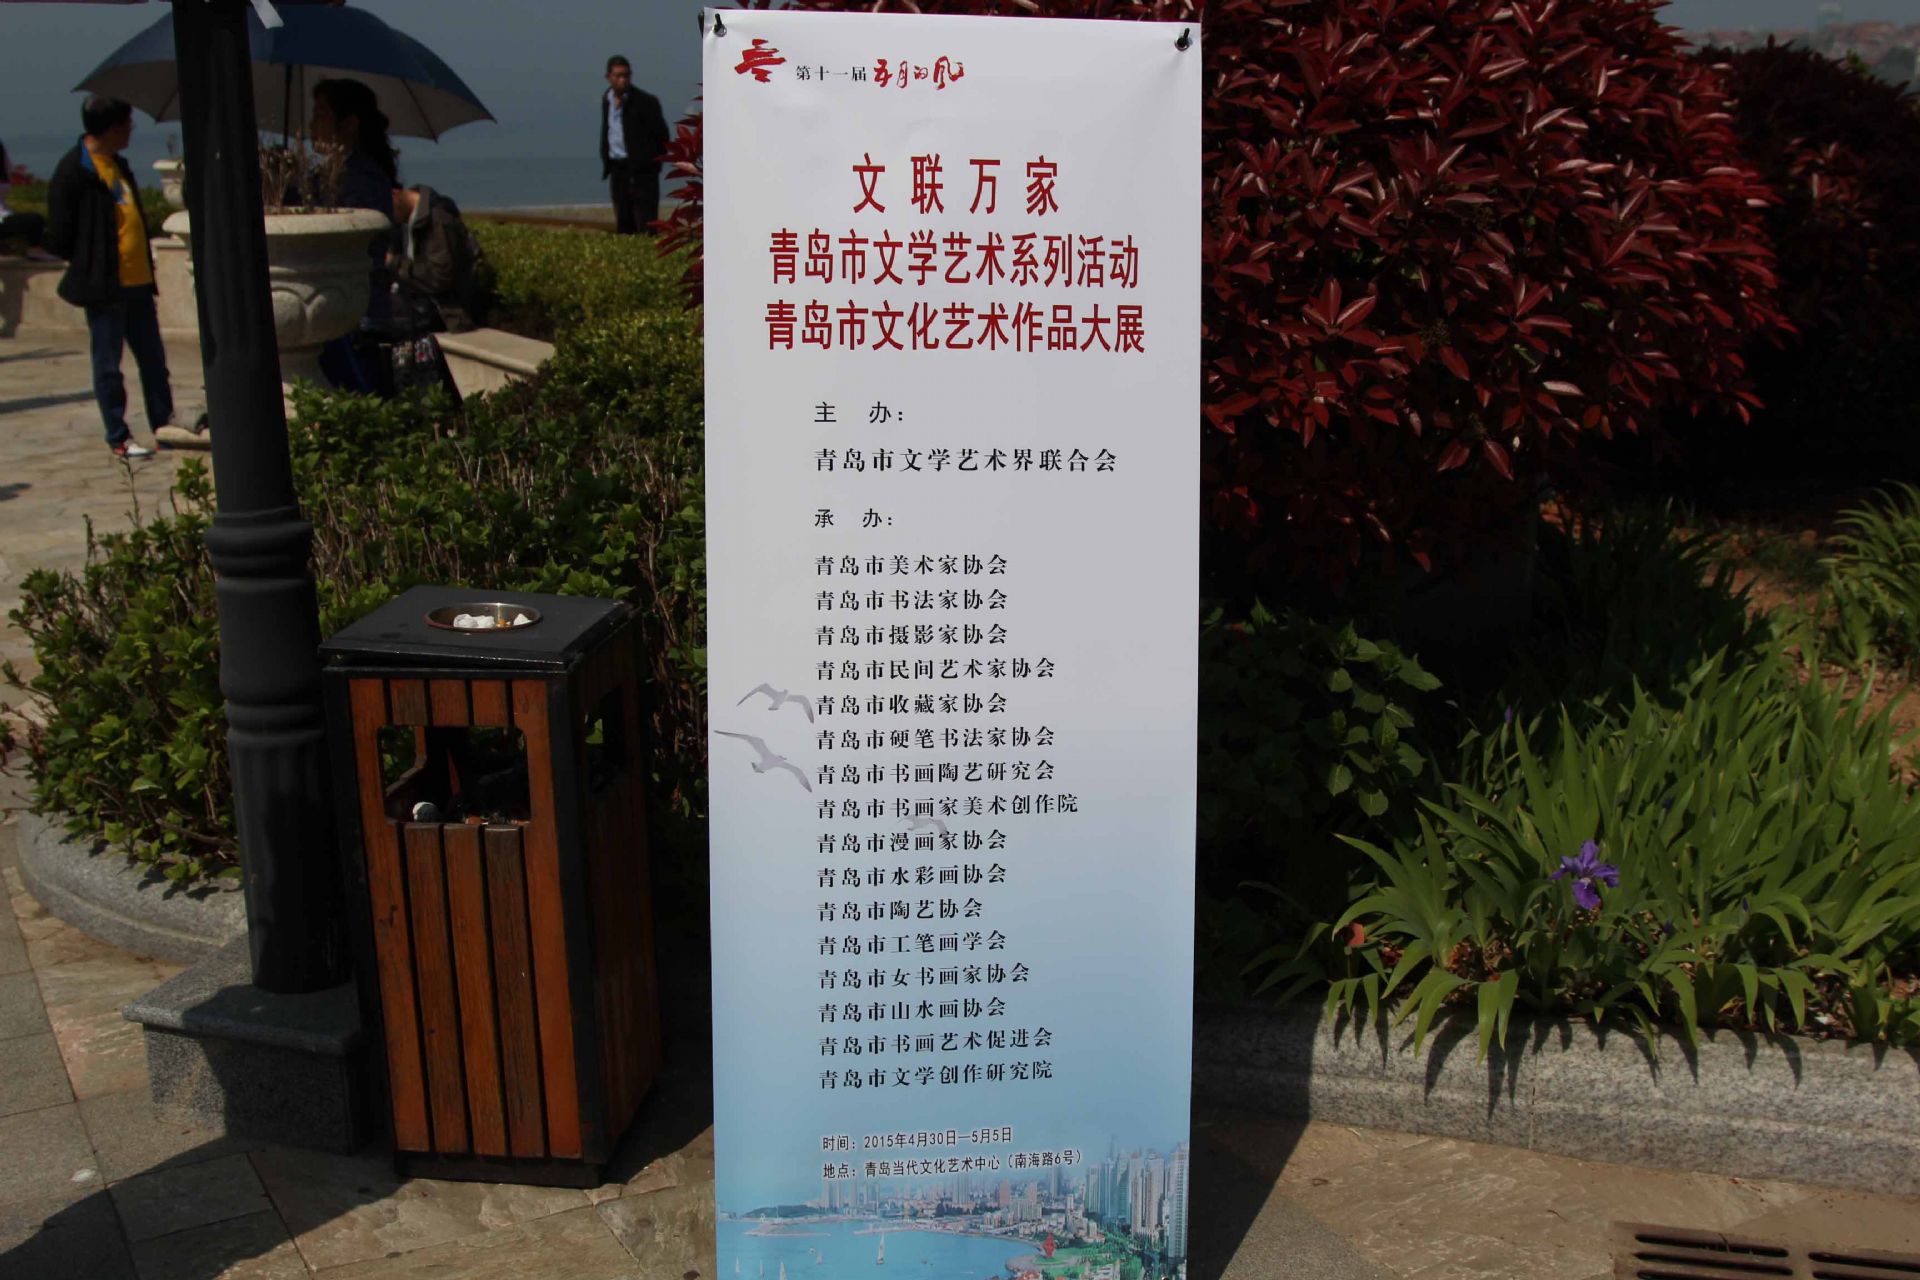 第十一届 五月的风
文联万家
青岛市文学艺术系列活动
青岛市文化艺术作品大展
主 办：
青岛市文学艺术界联合会
承 办：
青岛市美术家协会
青岛市书法家协会
青岛市摄影家协会
青岛市民间艺术家协会
青岛市收藏家协会
青岛市硬笔书法家协会
青岛市书画陶艺研究会
青岛市书画家美术创作院
青岛市漫画家协会
青岛市水彩画协会
青岛市陶艺协会
青岛市工笔画学会
青岛市女书画家协会
青岛市山水画协会
青岛市书画艺术促进会
青岛市文学创作研究院
时间：2015年4月30日—5月5日
地点：青岛当代文化艺术中心（南海路6号）